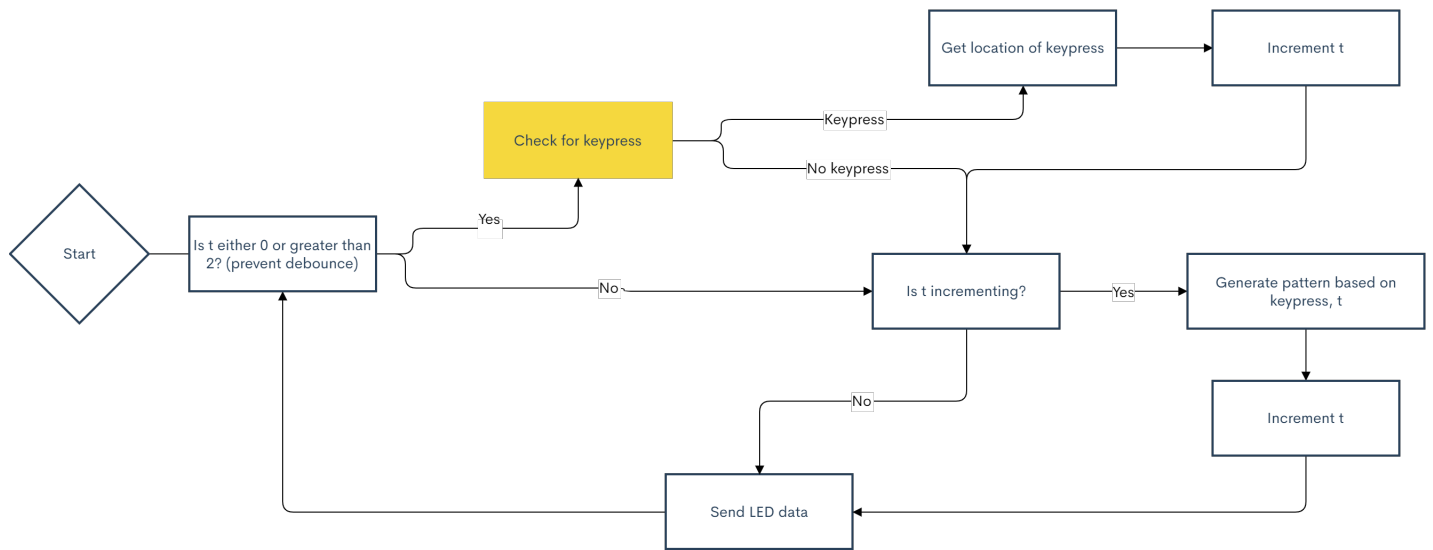 Get location of keypress
Increment t
Keypress
Check for keypress
No keypress
Yes
Start
Is t either 0 or greater than
2? (prevent debounce)
No
Is t incrementing?
Yes
Generate pattern based on
keypress, t
No
Increment t
Send LED data